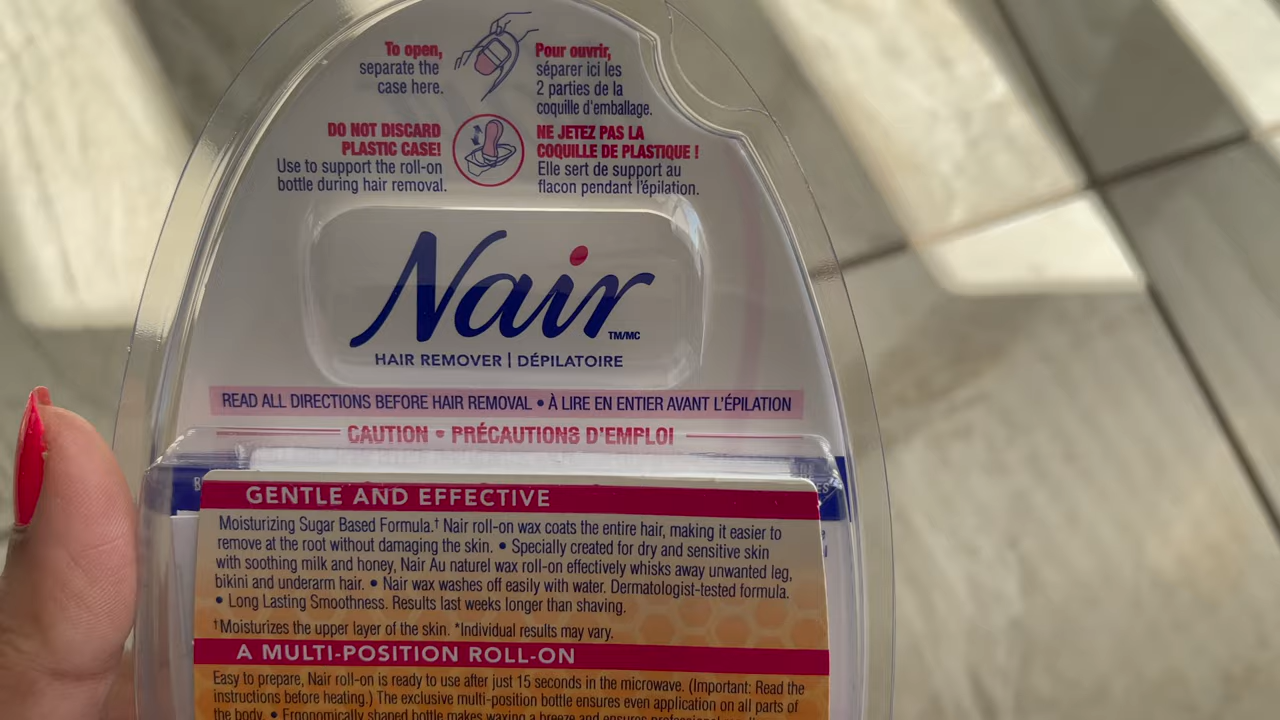 To open,
separate the
case here.
Pour ouvrir,
séparer ici les
2 parties de la
coquille d'emballage.
DO NOT DISCARD
PLASTIC CASE!
Use to support the roll-on
bottle during hair removal.
NE JETEZ PAS LA
COQUILLE DE PLASTIQUE !
Elle sert de support au
flacon pendant l'épilation.
Nair TM/MC
HAIR REMOVER | DÉPILATOIRE
READ ALL DIRECTIONS BEFORE HAIR REMOVAL • À LIRE EN ENTIER AVANT L'ÉPILATION
CAUTION • PRÉCAUTIONS D'EMPLOI
GENTLE AND EFFECTIVE
Moisturizing Sugar Based Formula.† Nair roll-on wax coats the entire hair, making it easier to
remove at the root without damaging the skin. • Specially created for dry and sensitive skin
with soothing milk and honey, Nair Au naturel wax roll-on effectively whisks away unwanted leg,
bikini and underarm hair. • Nair wax washes off easily with water. Dermatologist-tested formula.
• Long Lasting Smoothness. Results last weeks longer than shaving.
†Moisturizes the upper layer of the skin. *Individual results may vary.
A MULTI-POSITION ROLL-ON
Easy to prepare, Nair roll-on is ready to use after just 15 seconds in the microwave. (Important: Read the
instructions before heating.) The exclusive multi-position bottle ensures even application on all parts of
the body. • Ergonomically shaped bottle makes waxing a breeze and ensures